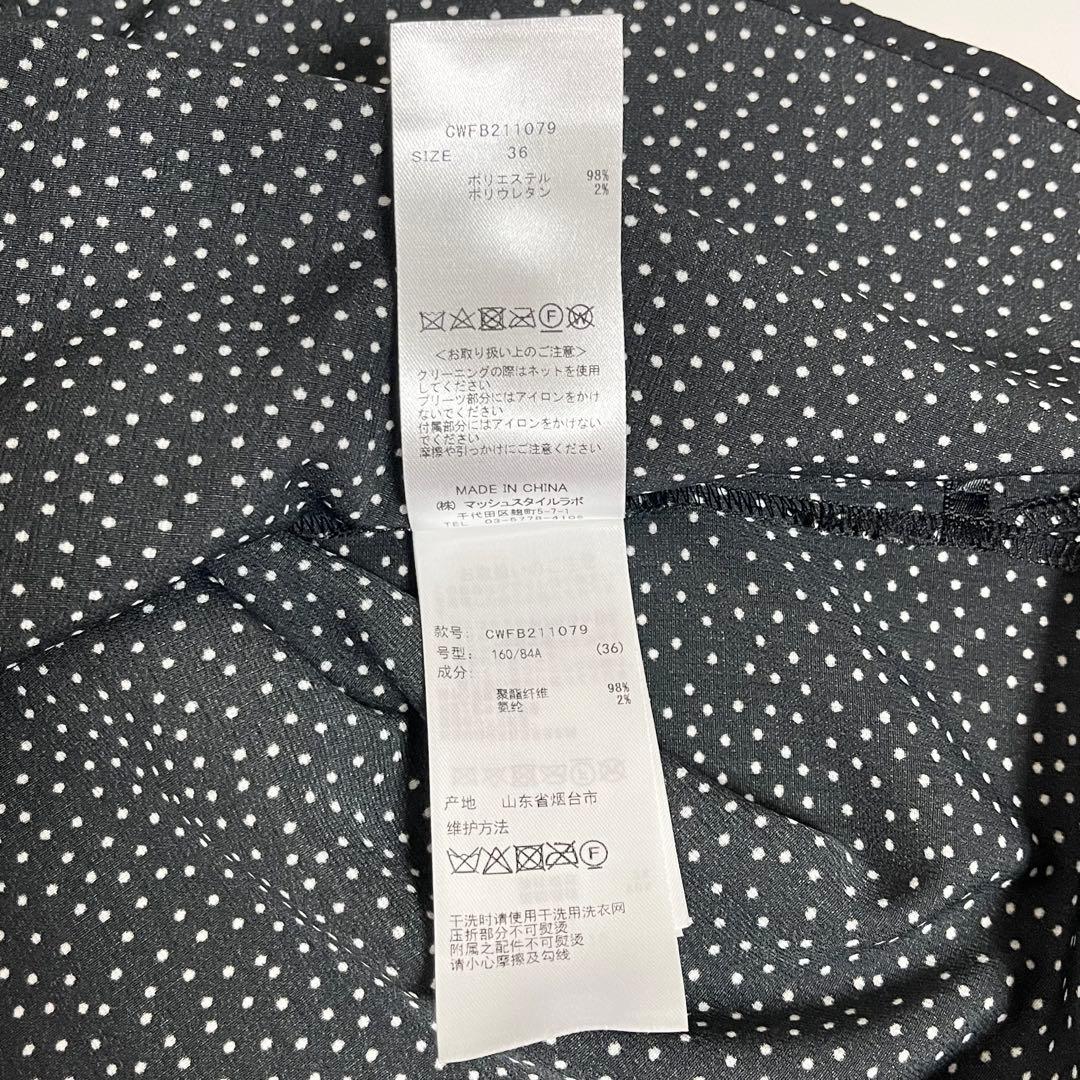 CWFB211079
SIZE 36
ポリエステル 98%
ポリウレタン 2%
<お取り扱い上のご注意>
クリーニングの際はネットを使用
してください
プリーツ部分にはアイロンをかけ
ないでください
付属部分にはアイロンをかけない
でください
摩擦や引っかけにご注意ください
MADE IN CHINA
(株) マッシュスタイルラボ
千代田区麹町5-7-1
TEL 03-5778-4106
款号: CWFB211079
号型: 160/84A (36)
成分:
聚酯纤维 98%
氨纶 2%
产地 山东省烟台市
维护方法
干洗时请使用干洗用洗衣网
压折部分不可熨烫
附属之配件不可熨烫
请小心摩擦及勾线